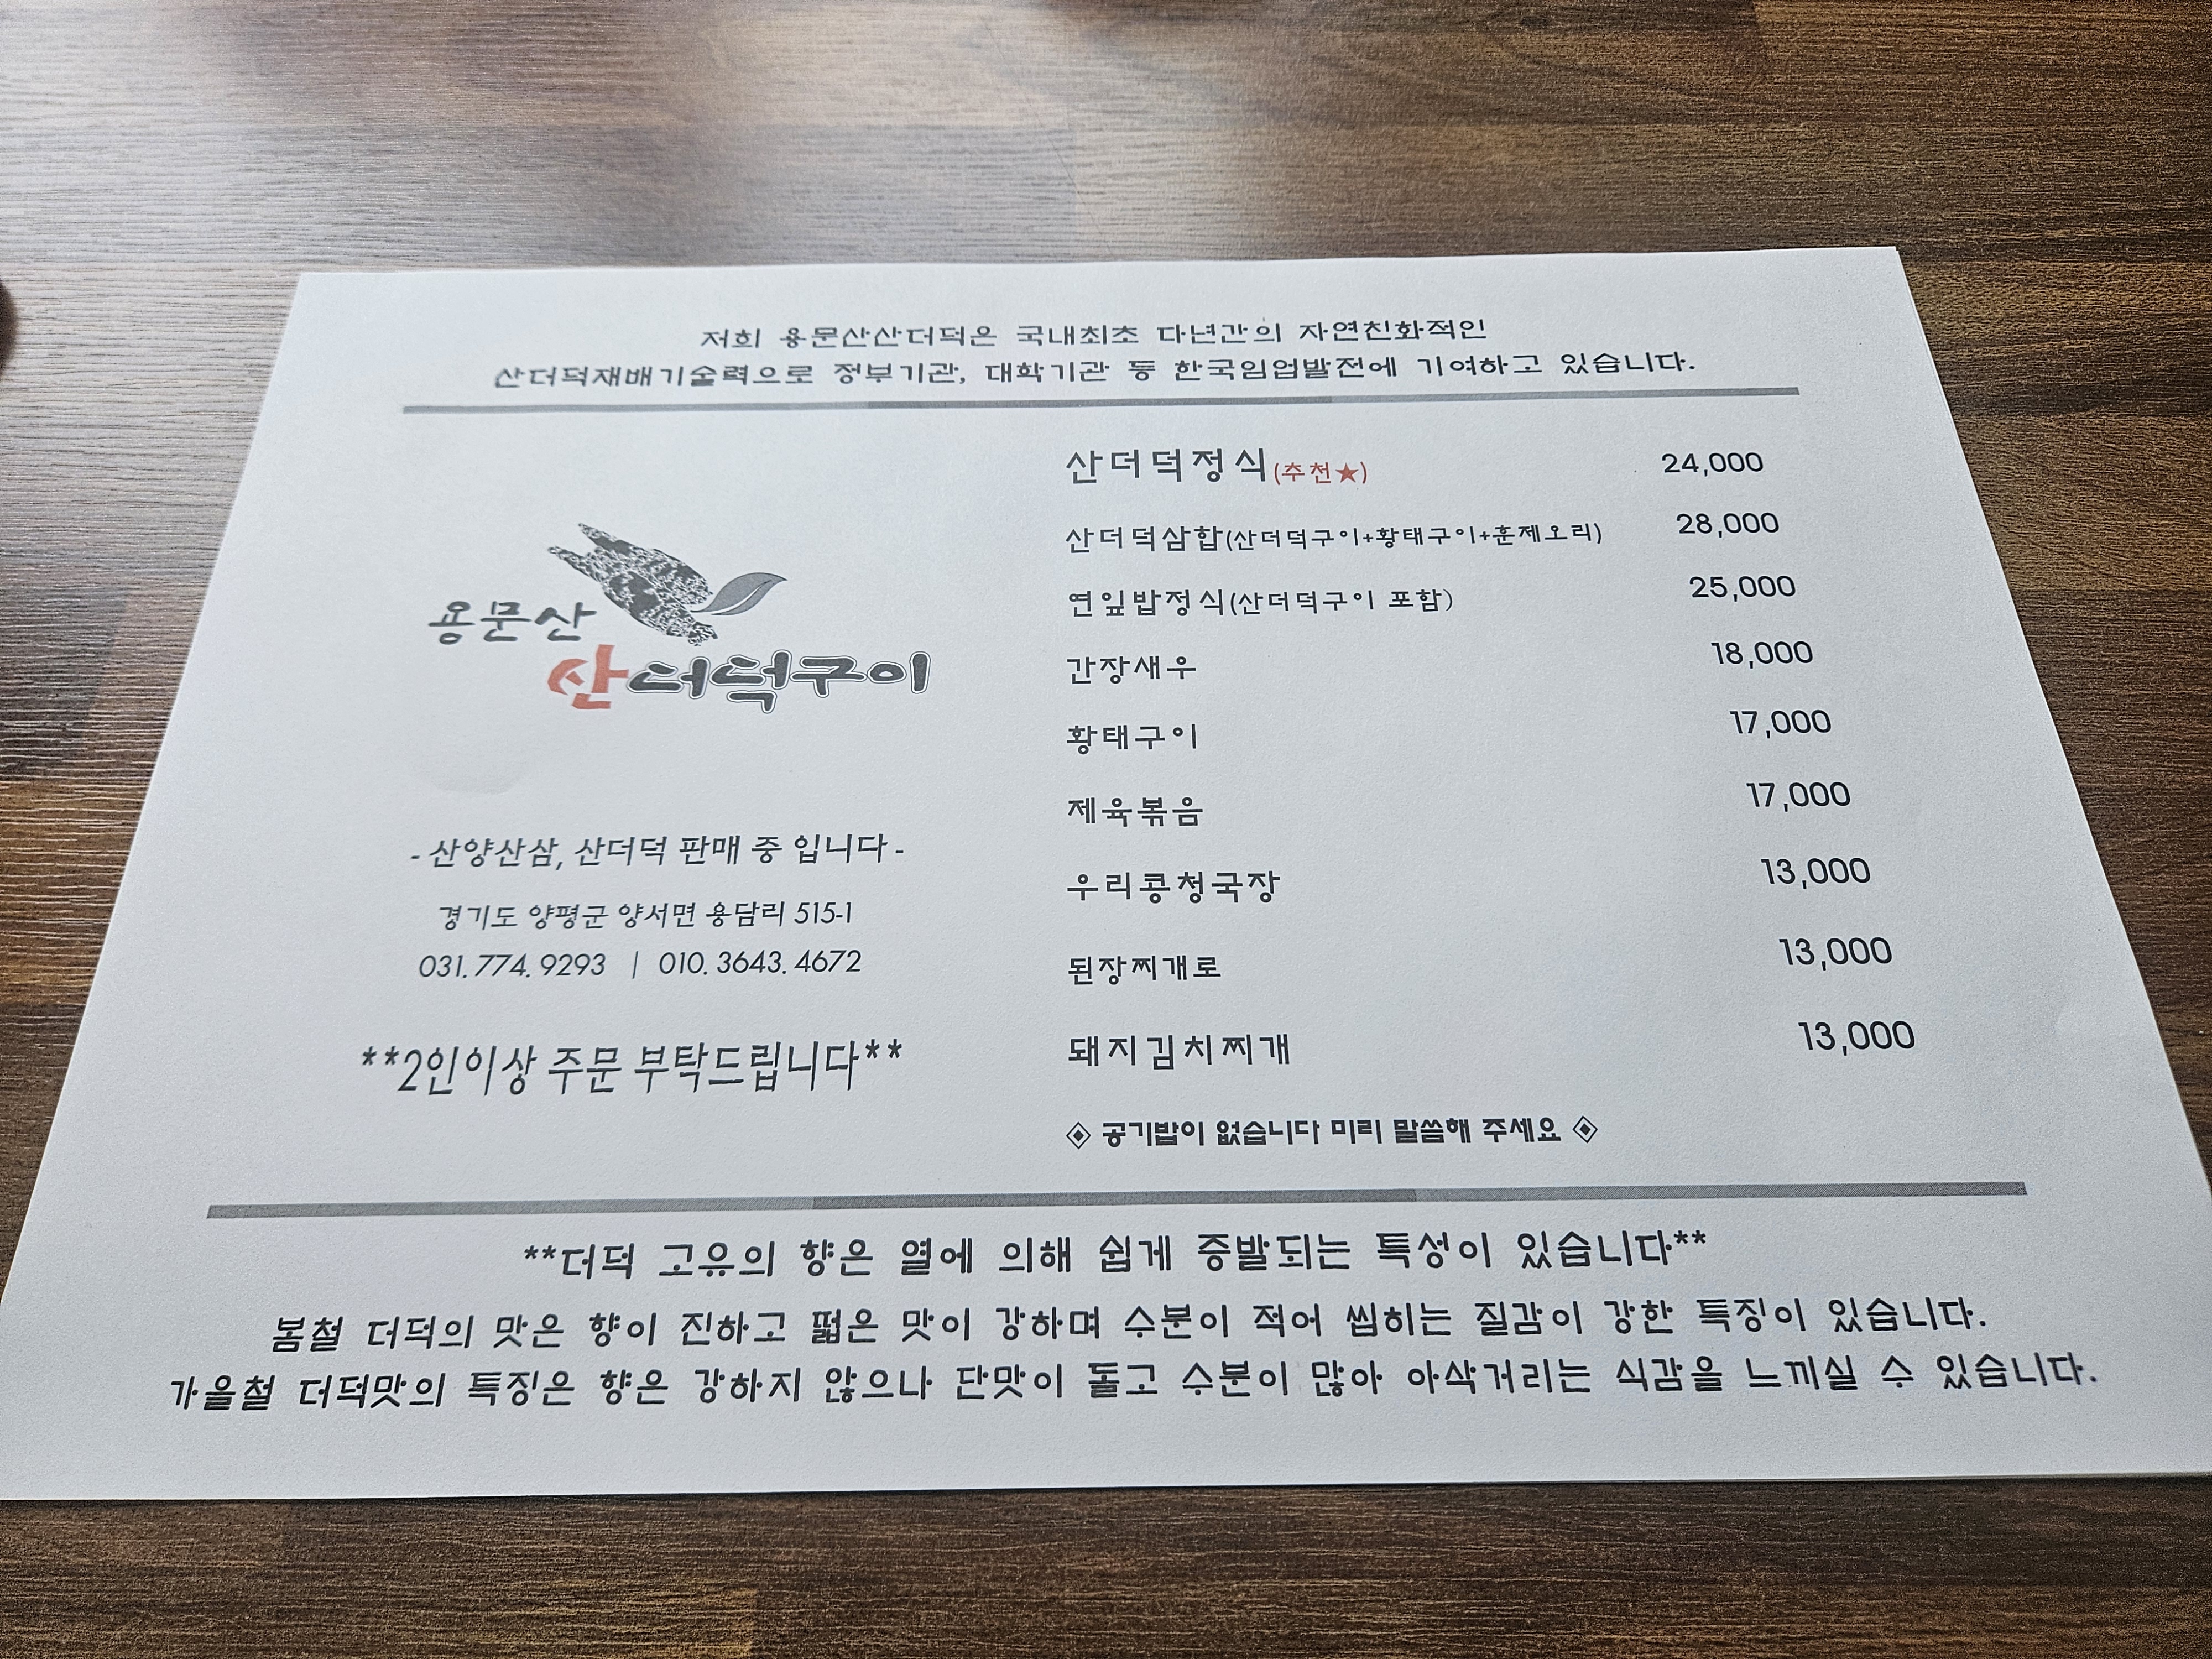 저희 용문산산더덕은 국내최초 다년간의 자연친화적인
산더덕재배기술력으로 정부기관, 대학기관 등 한국임업발전에 기여하고 있습니다.
용문산
산더덕구이
- 산양산삼, 산더덕 판매 중 입니다 -
경기도 양평군 양서면 용담리 515-1
031. 774. 9293 | 010. 3643. 4672
**2인이상 주문 부탁드립니다**
산더덕정식(추천★) 24,000
산더덕삼합(산더덕구이+황태구이+훈제오리) 28,000
연잎밥정식(산더덕구이 포함) 25,000
간장새우 18,000
황태구이 17,000
제육볶음 17,000
우리콩청국장 13,000
된장찌개로 13,000
돼지김치찌개 13,000
◈ 공기밥이 없습니다 미리 말씀해 주세요 ◈
**더덕 고유의 향은 열에 의해 쉽게 증발되는 특성이 있습니다**
봄철 더덕의 맛은 향이 진하고 떫은 맛이 강하며 수분이 적어 씹히는 질감이 강한 특징이 있습니다.
가을철 더덕맛의 특징은 향은 강하지 않으나 단맛이 돌고 수분이 많아 아삭거리는 식감을 느끼실 수 있습니다.